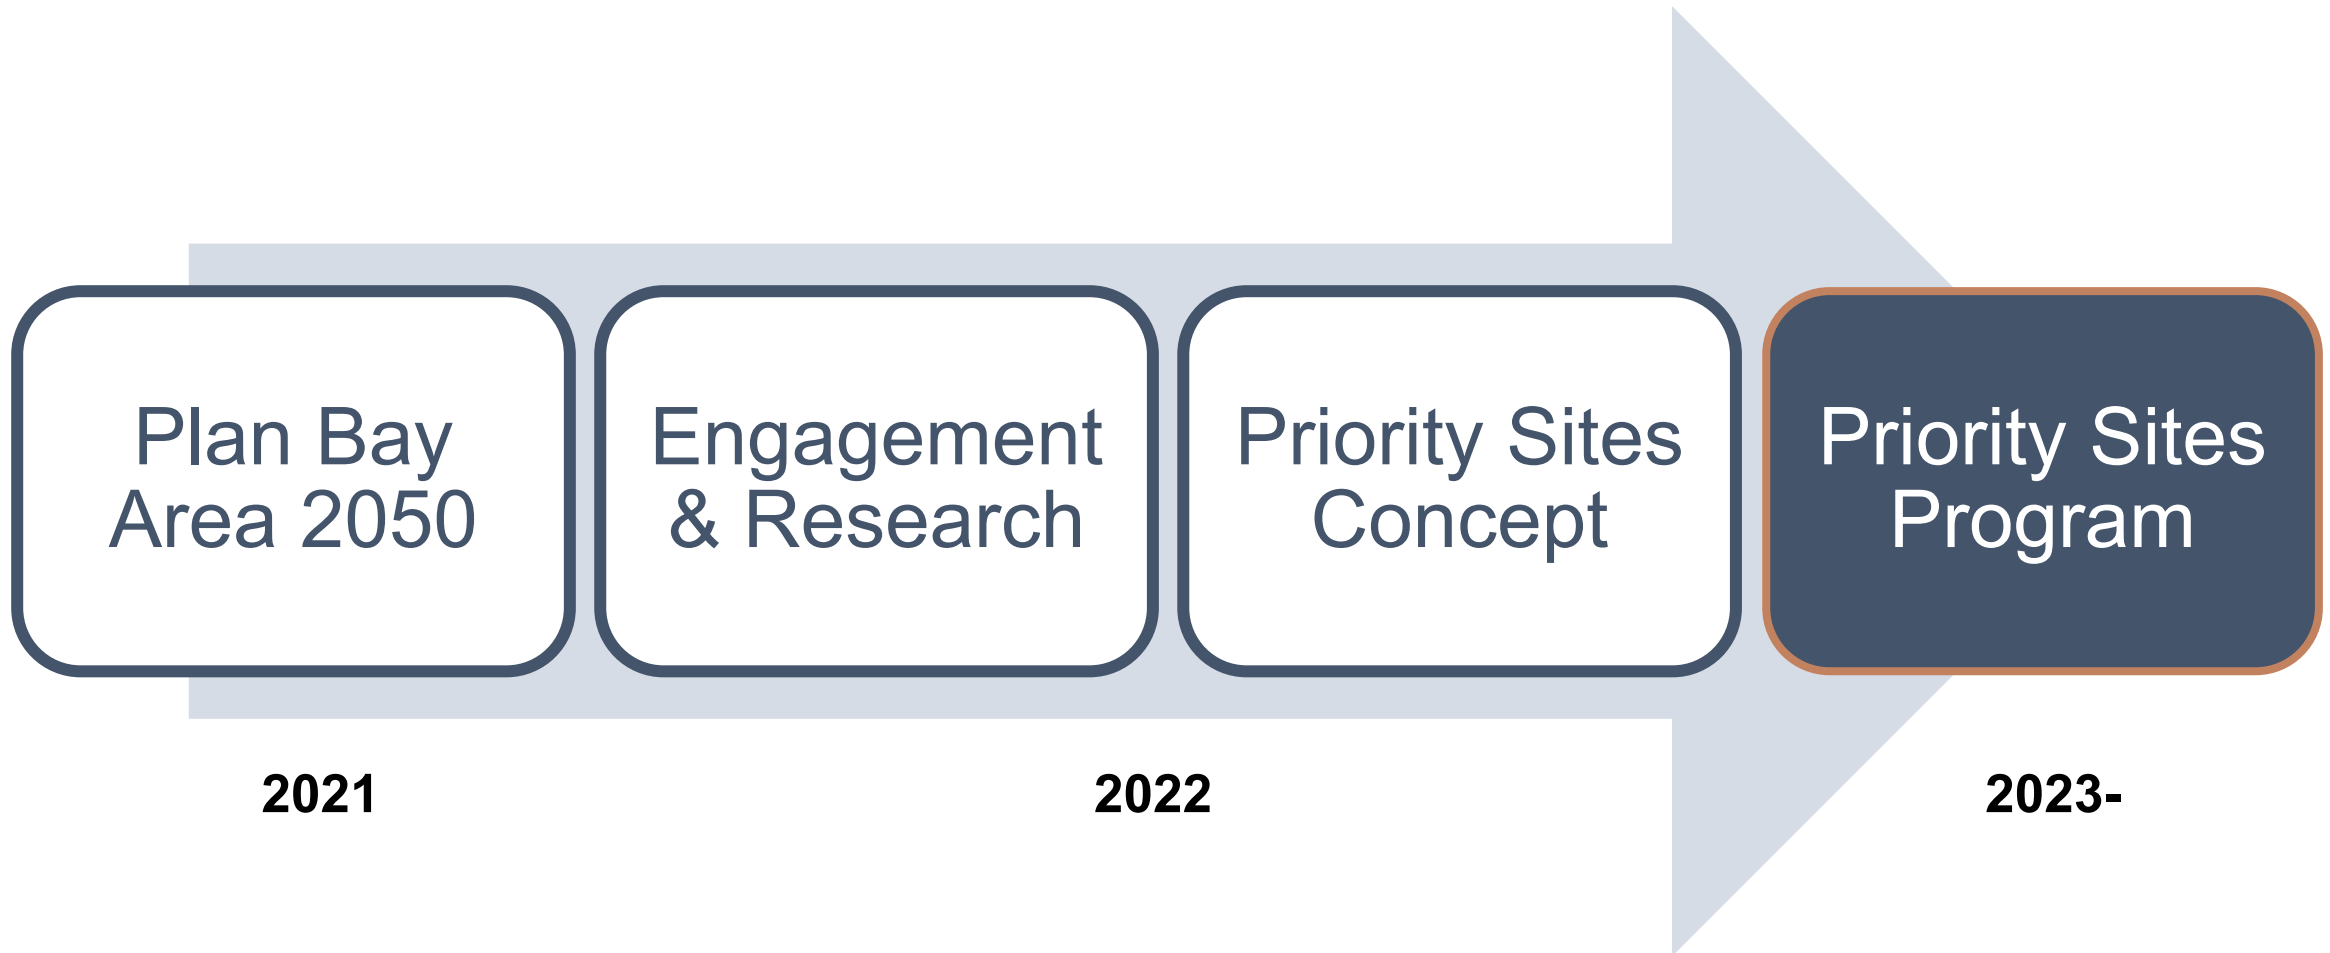 Plan Bay
Area 2050
Engagement
& Research
Priority Sites
Concept
Priority Sites
Program
2021
2022
2023-